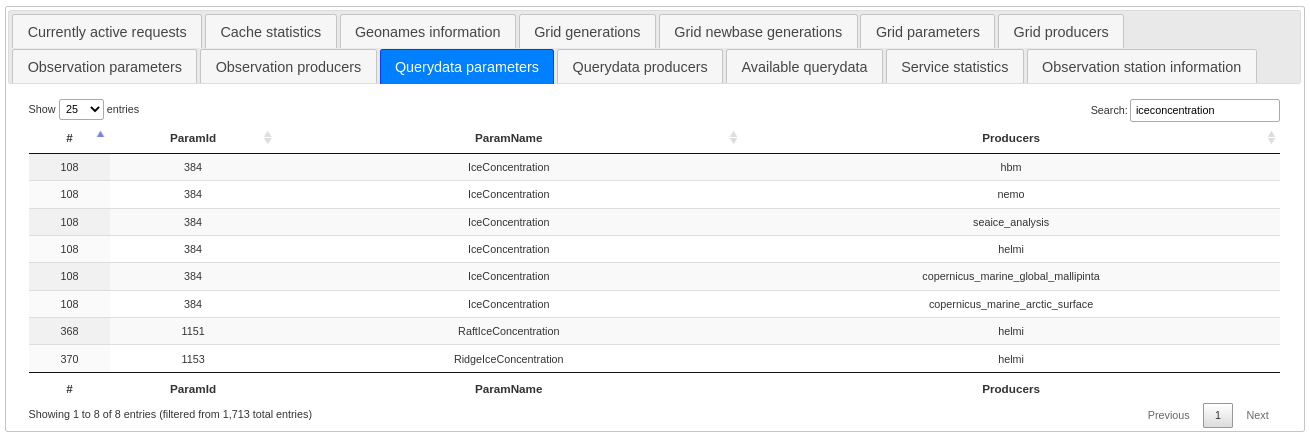 Currently active requests Cache statistics Geonames information Grid generations Grid newbase generations Grid parameters Grid producers
Observation parameters Observation producers Querydata parameters Querydata producers Available querydata Service statistics Observation station information
Show 25 entries Search: iceconcentration
# ParamId ParamName Producers
108 384 IceConcentration hbm
108 384 IceConcentration nemo
108 384 IceConcentration seaice_analysis
108 384 IceConcentration helmi
108 384 IceConcentration copernicus_marine_global_mallipinta
108 384 IceConcentration copernicus_marine_arctic_surface
368 1151 RaftIceConcentration helmi
370 1153 RidgeIceConcentration helmi
# ParamId ParamName Producers
Showing 1 to 8 of 8 entries (filtered from 1,713 total entries) Previous 1 Next